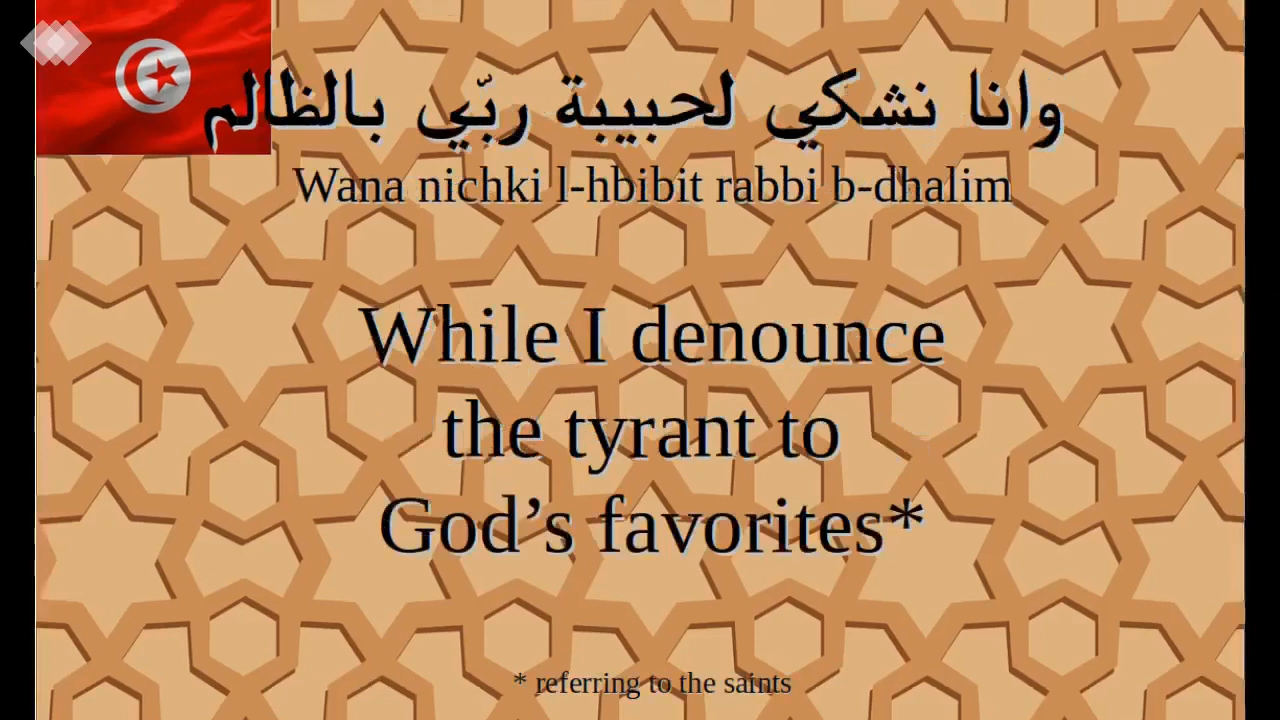 وانا نشكي لحبيبة ربّي بالظالم
Wana nichki l-hbibit rabbi b-dhalim
While I denounce
the tyrant to
God’s favorites*
* referring to the saints